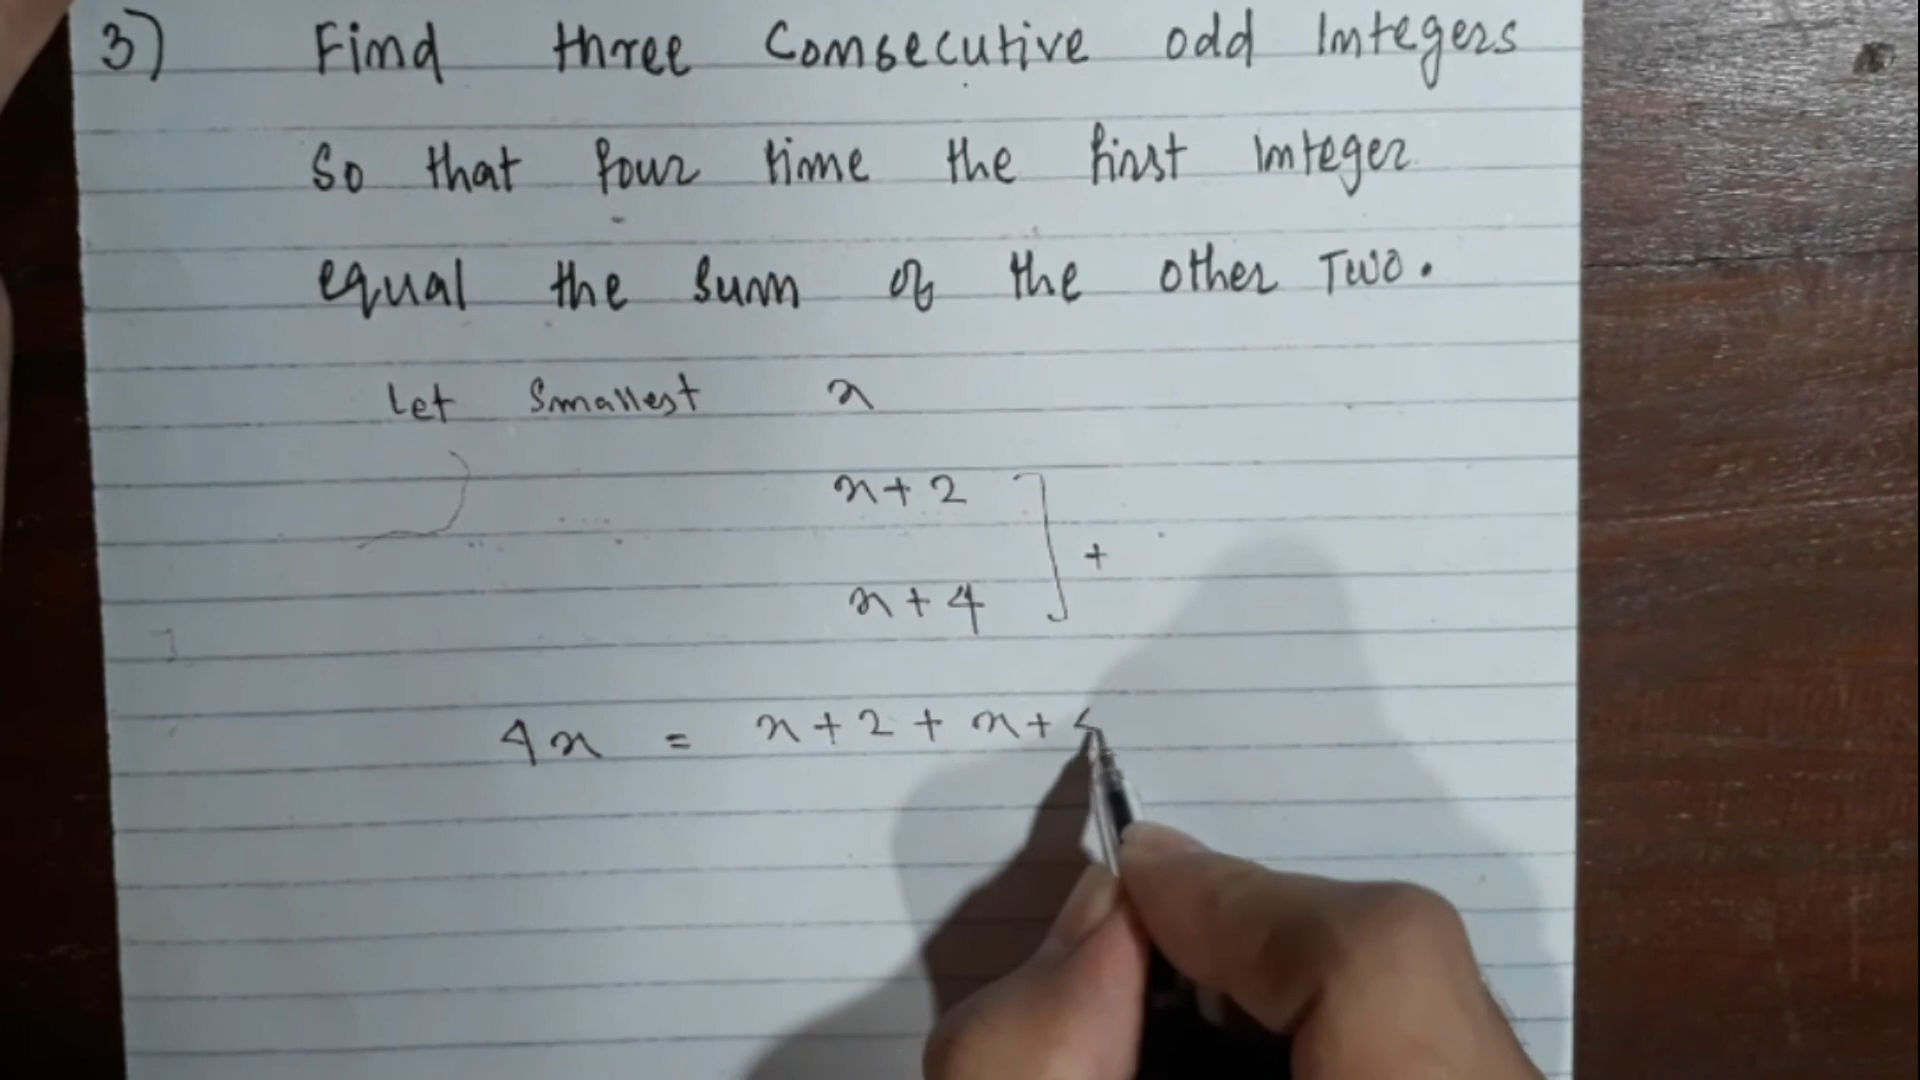 3) Find three Consecutive odd Integers
So that four time the first integer
equal the sum of the other Two.
Let Smallest x
x + 2
+
x + 4
4x = x + 2 + x +